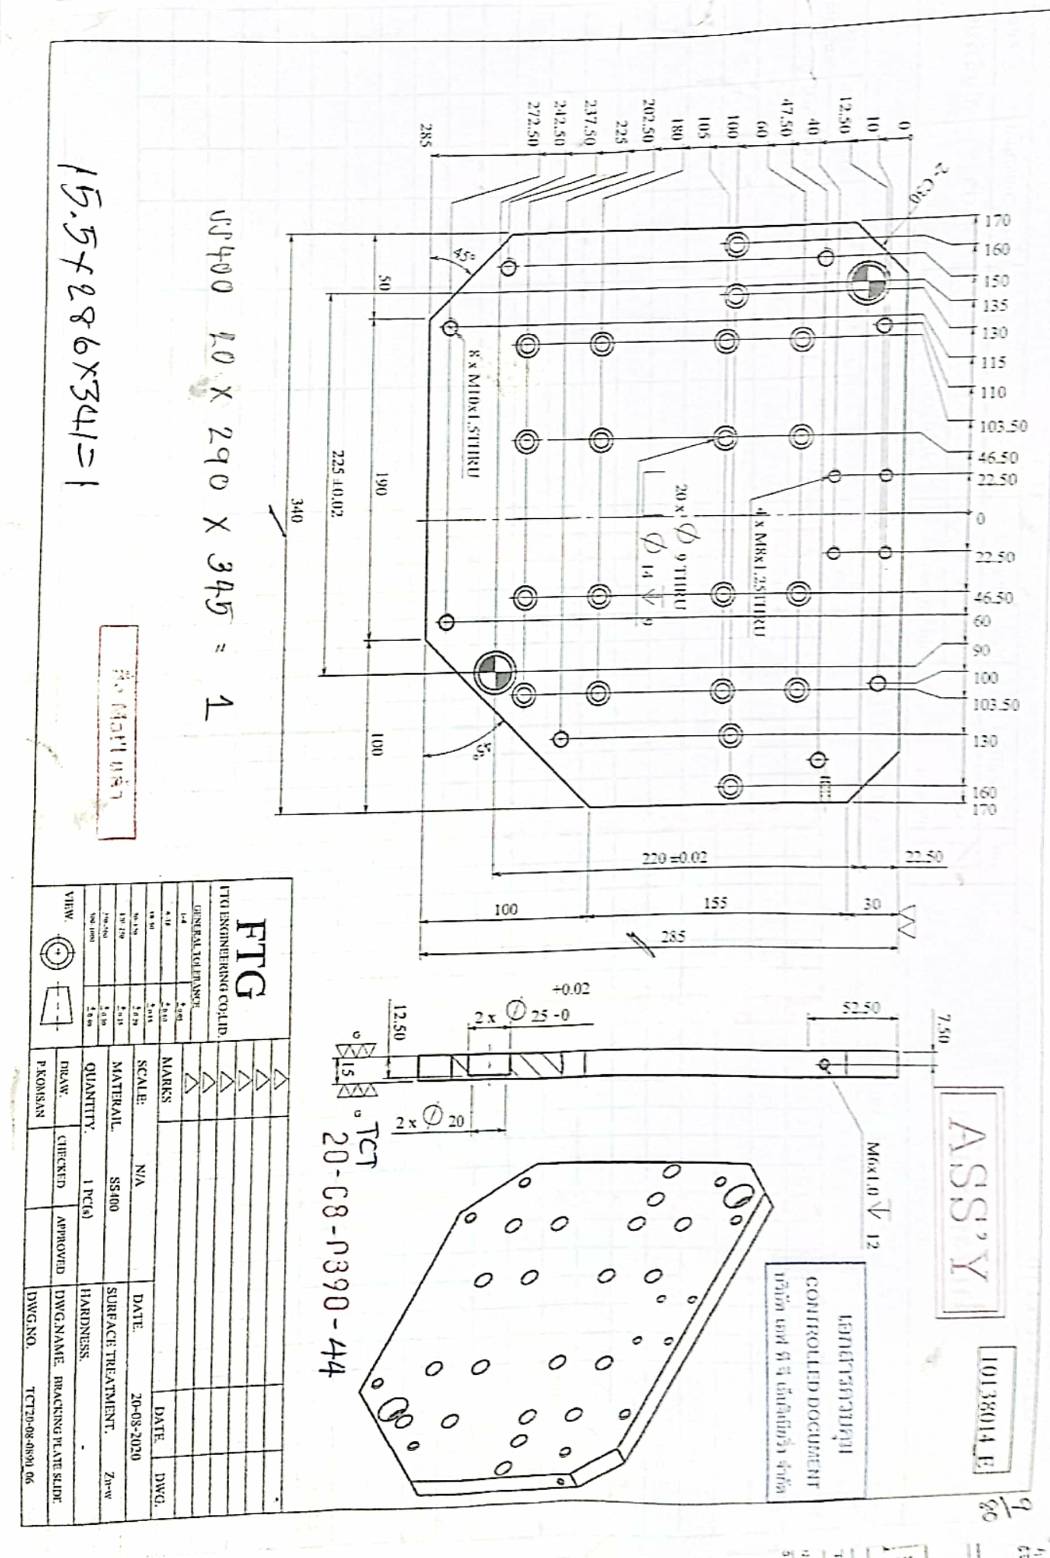 170
160
150
135
130
115
110
103.50
46.50
22.50
0
22.50
46.50
60
90
100
103.50
130
160
170
ASS'Y
10138014_E
9/80
2- C30
0
10
12.50
40
47.50
60
100
105
180
202.50
225
237.50
242.50
272.50
285
4 x M8x1.25THRU
20 x ∅ 9 THRU
∅ 14 ↧ 9
8 x M10x1.5THRU
45°
45°
50
190
100
225 ±0.02
340
22.50
30
155
220 ±0.02
285
100
7.50
52.50
M6x1.0 ↧ 12
เอกสารควบคุม
CONTROLLED DOCUMENT
บริษัท เอฟ ที จี เอ็นจิเนียริ่ง จำกัด
+0.02
2 x ∅ 25 -0
2 x ∅ 20
12.50
G
15
G
TCT
20-08-0390-44
SS400 20 X 290 X 345 = 1
15.5x286x341=1
สั่ง Mat'l แล้ว
FTG
FTG ENGINEERING CO;LTD.
GENERAL TOLERANCE
MARKS
DATE. DWG.
SCALE: N/A
DATE. 20-08-2020
MATERAIL. SS400
SURFACE TREATMENT. Zn-w
QUANTITY. 1 PC(s)
HARDNESS. -
VIEW.
DRAW. CHECKED APPROVED
DWG.NAME. BRACKING PLATE SLIDE
P.KOMSAN
DWG.NO. TCT20-08-0890_06